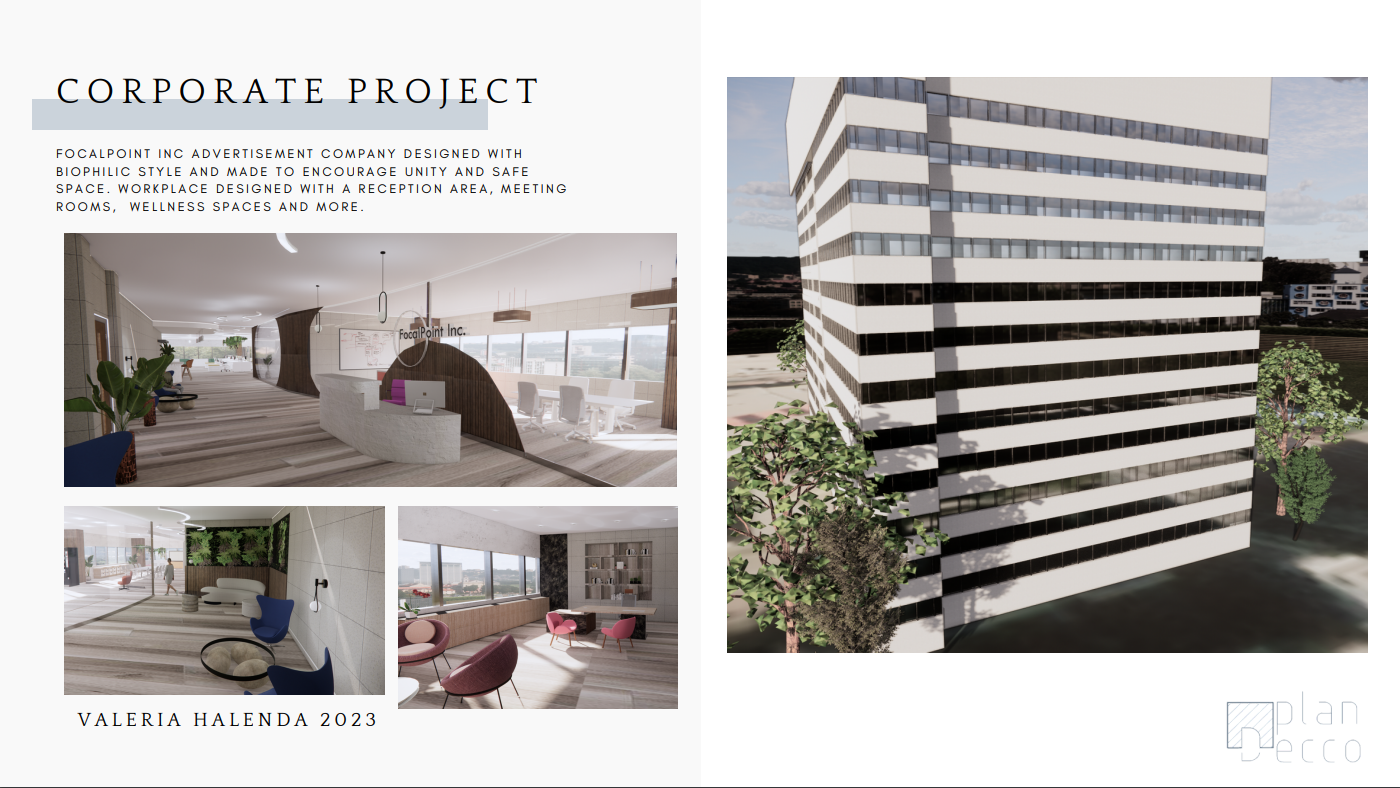 CORPORATE PROJECT
FOCALPOINT INC ADVERTISEMENT COMPANY DESIGNED WITH
BIOPHILIC STYLE AND MADE TO ENCOURAGE UNITY AND SAFE
SPACE. WORKPLACE DESIGNED WITH A RECEPTION AREA, MEETING
ROOMS,  WELLNESS SPACES AND MORE.
FocalPoint Inc.
VALERIA HALENDA 2023
plan
Decco